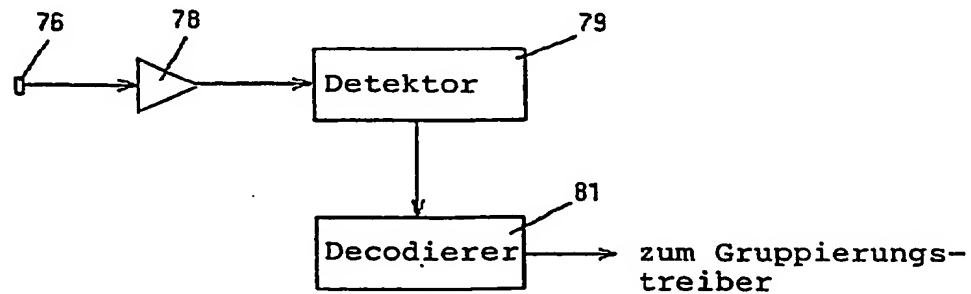 76
78
79
Detektor
81
Decodierer
zum Gruppierungs-
treiber